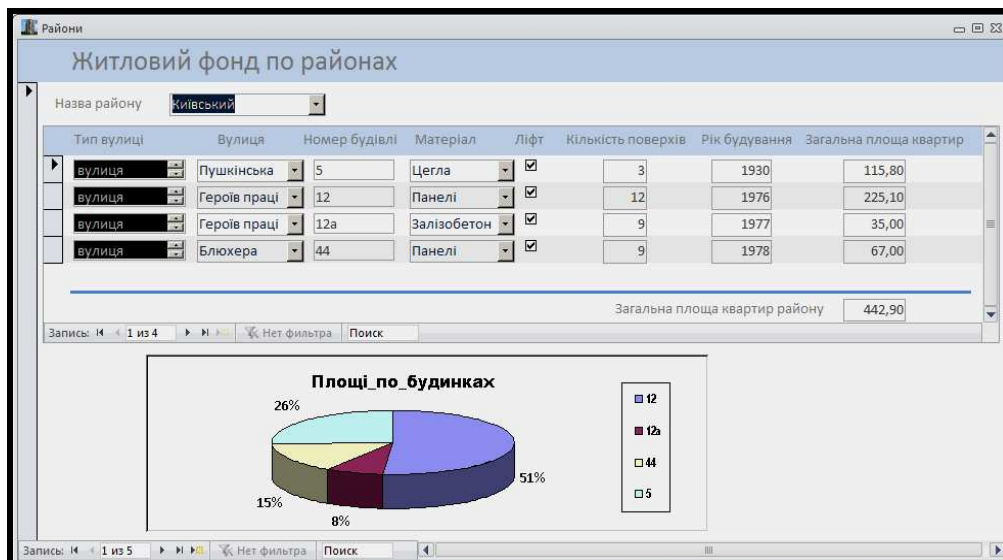 Райони
Житловий фонд по районах
Назва району Київський
Тип вулиці Вулиця Номер будівлі Матеріал Ліфт Кількість поверхів Рік будування Загальна площа квартир
вулиця Пушкінська 5 Цегла 3 1930 115,80
вулиця Героїв праці 12 Панелі 12 1976 225,10
вулиця Героїв праці 12а Залізобетон 9 1977 35,00
вулиця Блюхера 44 Панелі 9 1978 67,00
Загальна площа квартир району 442,90
Запись: 1 из 4 Нет фильтра Поиск
Площі_по_будинках
26%
12
12а
51%
44
15%
5
8%
Запись: 1 из 5 Нет фильтра Поиск